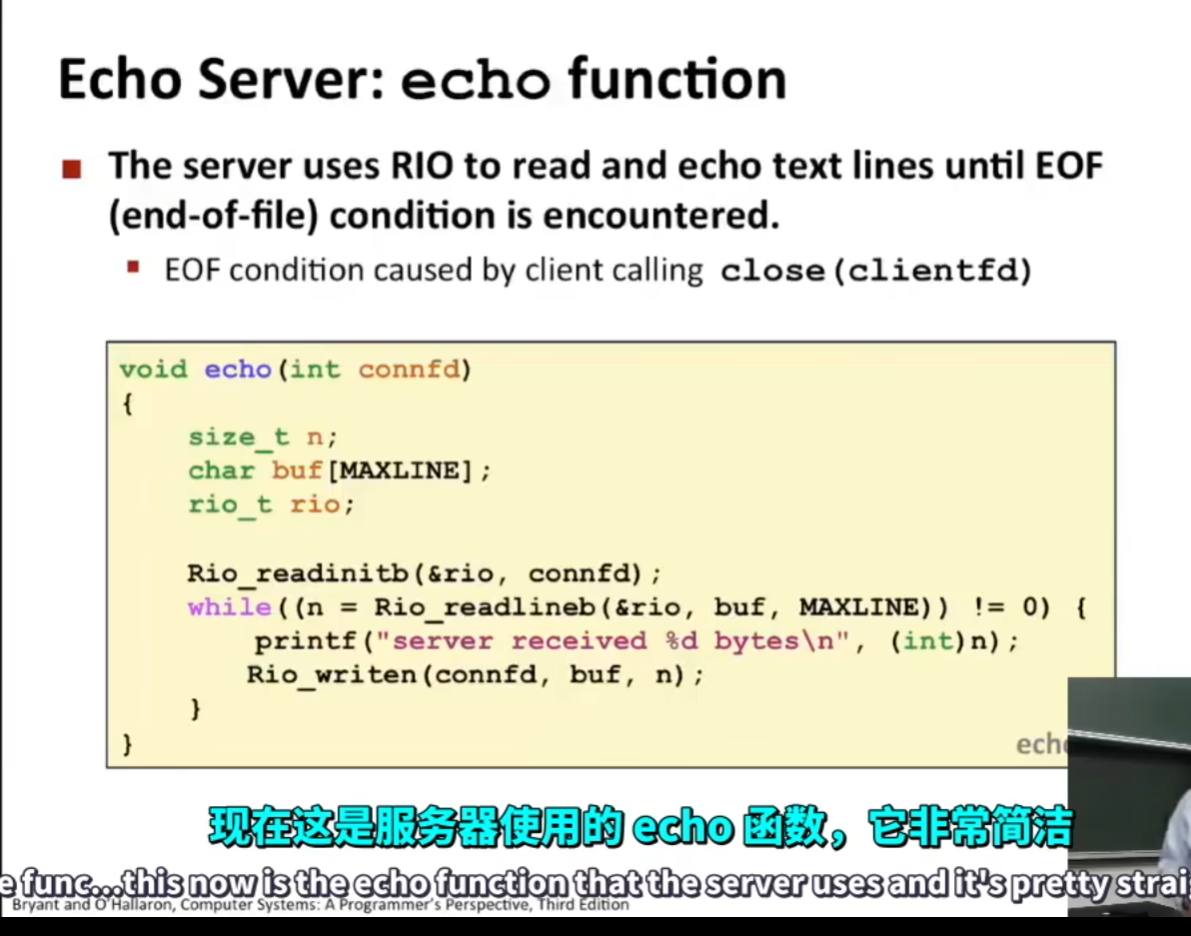 Echo Server: echo function
■ The server uses RIO to read and echo text lines until EOF
(end-of-file) condition is encountered.
▪ EOF condition caused by client calling close(clientfd)
void echo(int connfd)
{
    size_t n;
    char buf[MAXLINE];
    rio_t rio;

    Rio_readinitb(&rio, connfd);
    while((n = Rio_readlineb(&rio, buf, MAXLINE)) != 0) {
        printf("server received %d bytes\n", (int)n);
        Rio_writen(connfd, buf, n);
    }
}
现在这是服务器使用的 echo 函数，它非常简洁
func...this now is the echo function that the server uses and it's pretty
Bryant and O'Hallaron, Computer Systems: A Programmer's Perspective, Third Edition